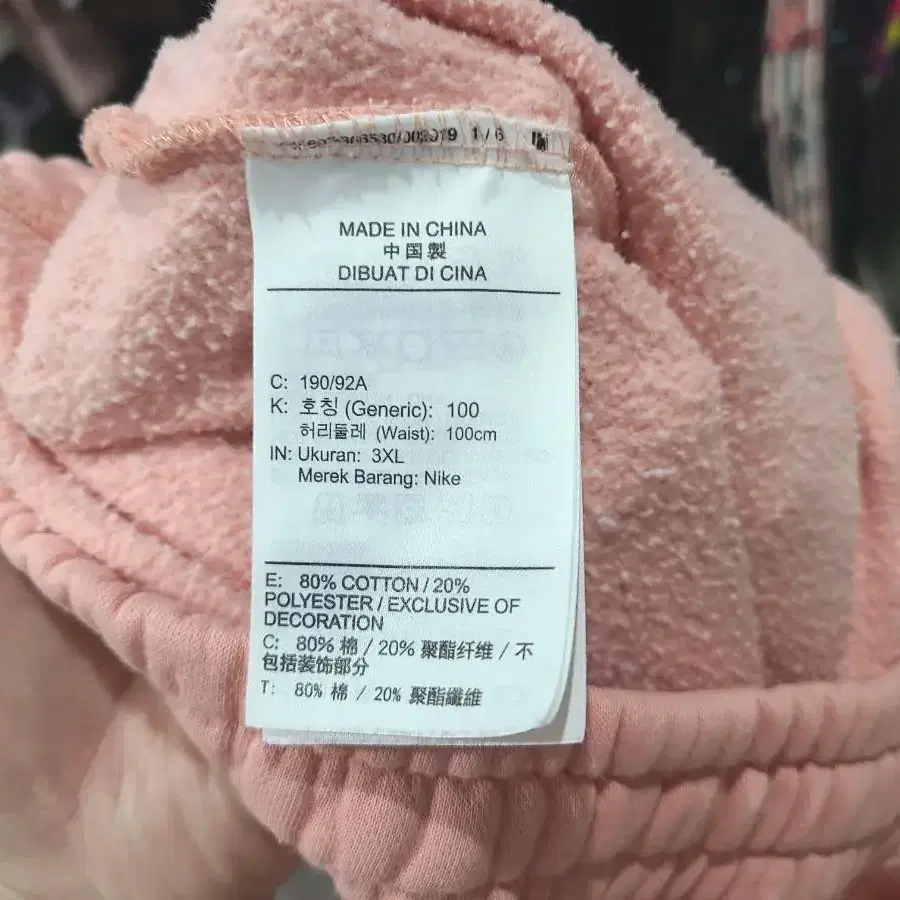 1 / 6
MADE IN CHINA
中国製
DIBUAT DI CINA
C: 190/92A
K: 호칭 (Generic): 100
허리둘레 (Waist): 100cm
IN: Ukuran: 3XL
Merek Barang: Nike
E: 80% COTTON / 20%
POLYESTER / EXCLUSIVE OF
DECORATION
C: 80% 棉 / 20% 聚酯纤维 / 不
包括装饰部分
T: 80% 棉 / 20% 聚酯纖維